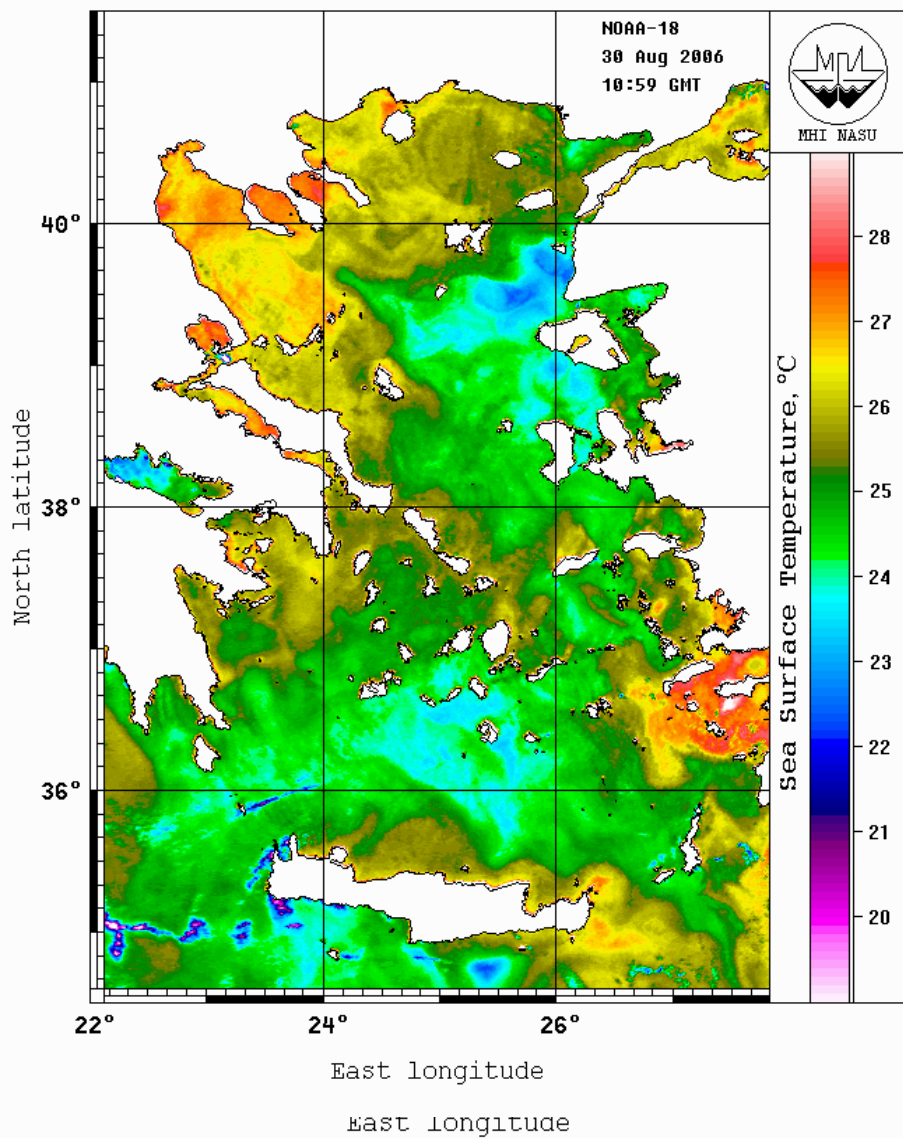 NOAA-18
30 Aug 2006
10:59 GMT
MHI NASU
40°
38°
36°
North latitude
22°
24°
26°
East longitude
East longitude
Sea Surface Temperature, °C
28
27
26
25
24
23
22
21
20